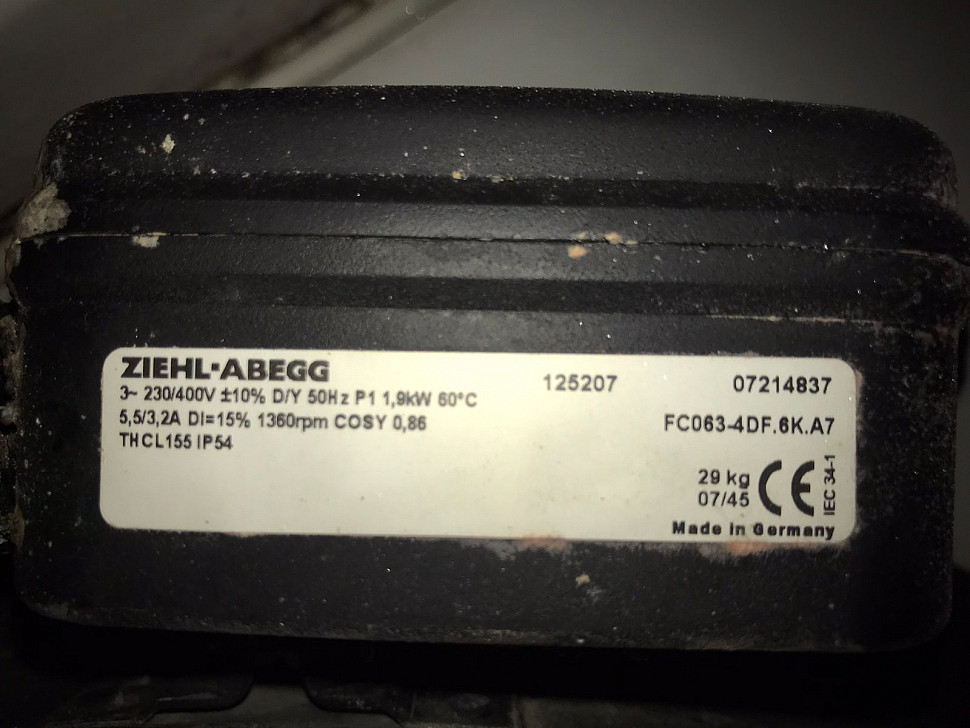 ZIEHL-ABEGG
3~ 230/400V ±10% D/Y 50Hz P1 1,9kW 60°C
5,5/3,2A DI=15% 1360rpm COSY 0,86
THCL155 IP54
125207
07214837
FC063-4DF.6K.A7
29 kg
07/45
CE
IEC 34-1
Made in Germany